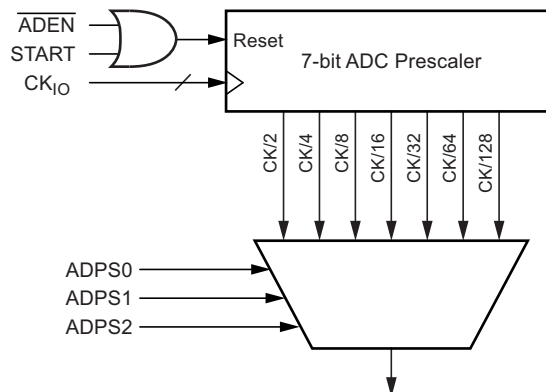 ADEN
START
CK_IO
Reset
7-bit ADC Prescaler
CK/2
CK/4
CK/8
CK/16
CK/32
CK/64
CK/128
ADPS0
ADPS1
ADPS2